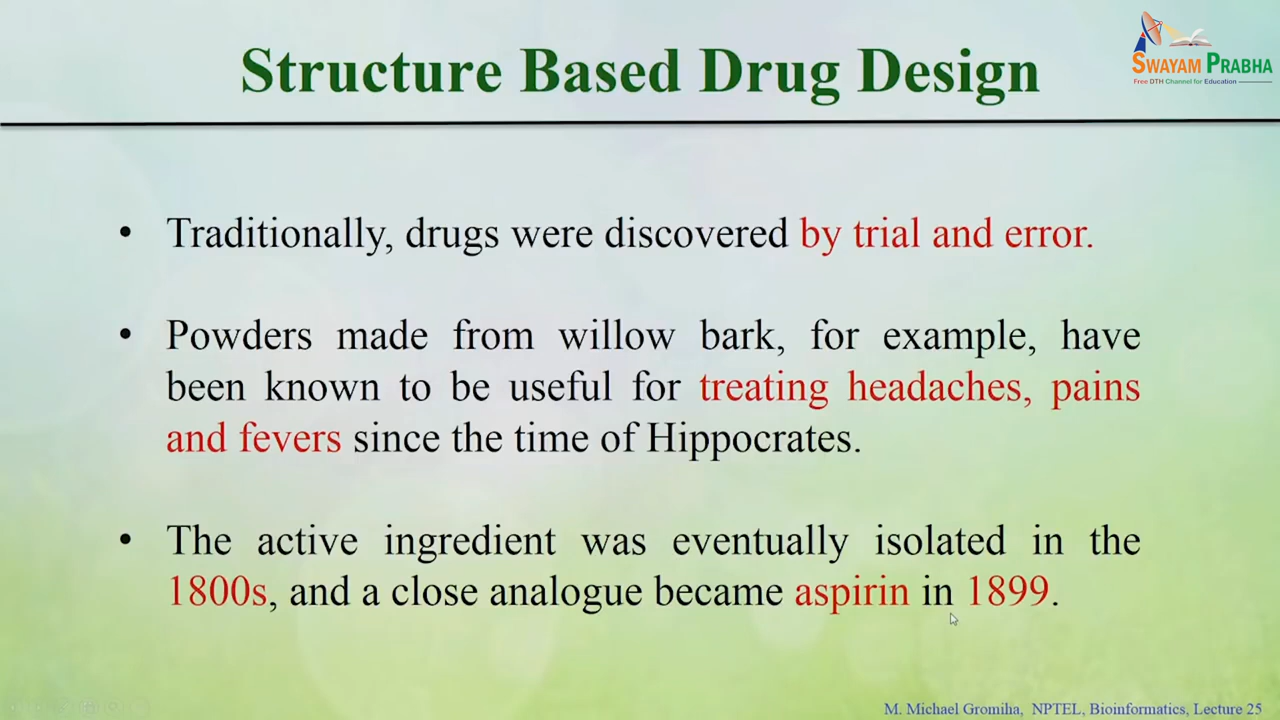 Structure Based Drug Design
SWAYAM PRABHA
Free DTH Channel for Education
• Traditionally, drugs were discovered by trial and error.
• Powders made from willow bark, for example, have
been known to be useful for treating headaches, pains
and fevers since the time of Hippocrates.
• The active ingredient was eventually isolated in the
1800s, and a close analogue became aspirin in 1899.
M. Michael Gromiha, NPTEL, Bioinformatics, Lecture 25